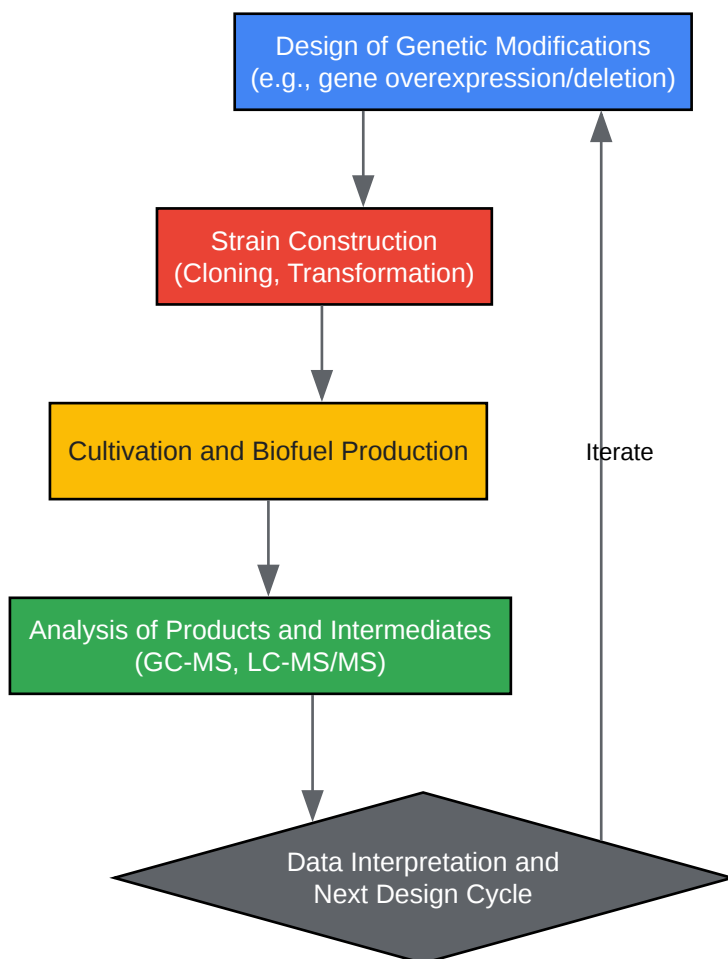 Design of Genetic Modifications
(e.g., gene overexpression/deletion)
Strain Construction
(Cloning, Transformation)
Cultivation and Biofuel Production
Iterate
Analysis of Products and Intermediates
(GC-MS, LC-MS/MS)
Data Interpretation and
Next Design Cycle